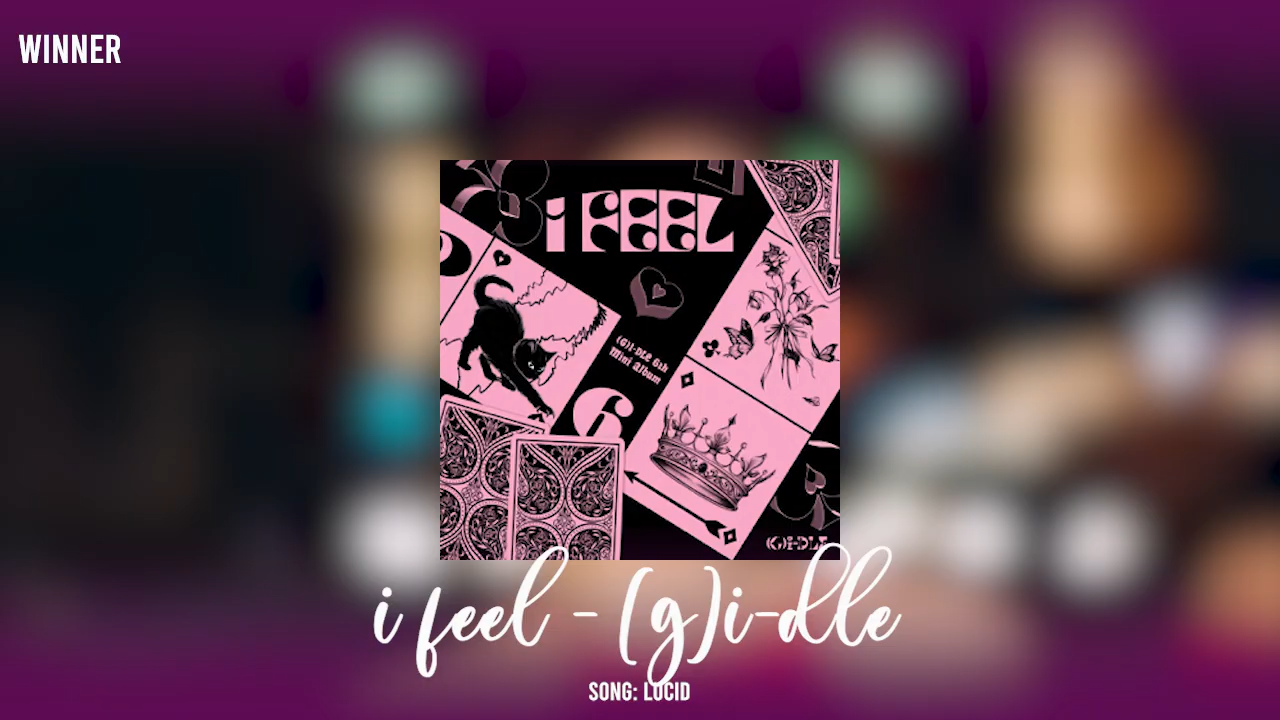 WINNER
i FEEL
(G)I-DLE 6th
Mini Album
6
(G)I-DLE
i feel - (g)i-dle
SONG: LUCID